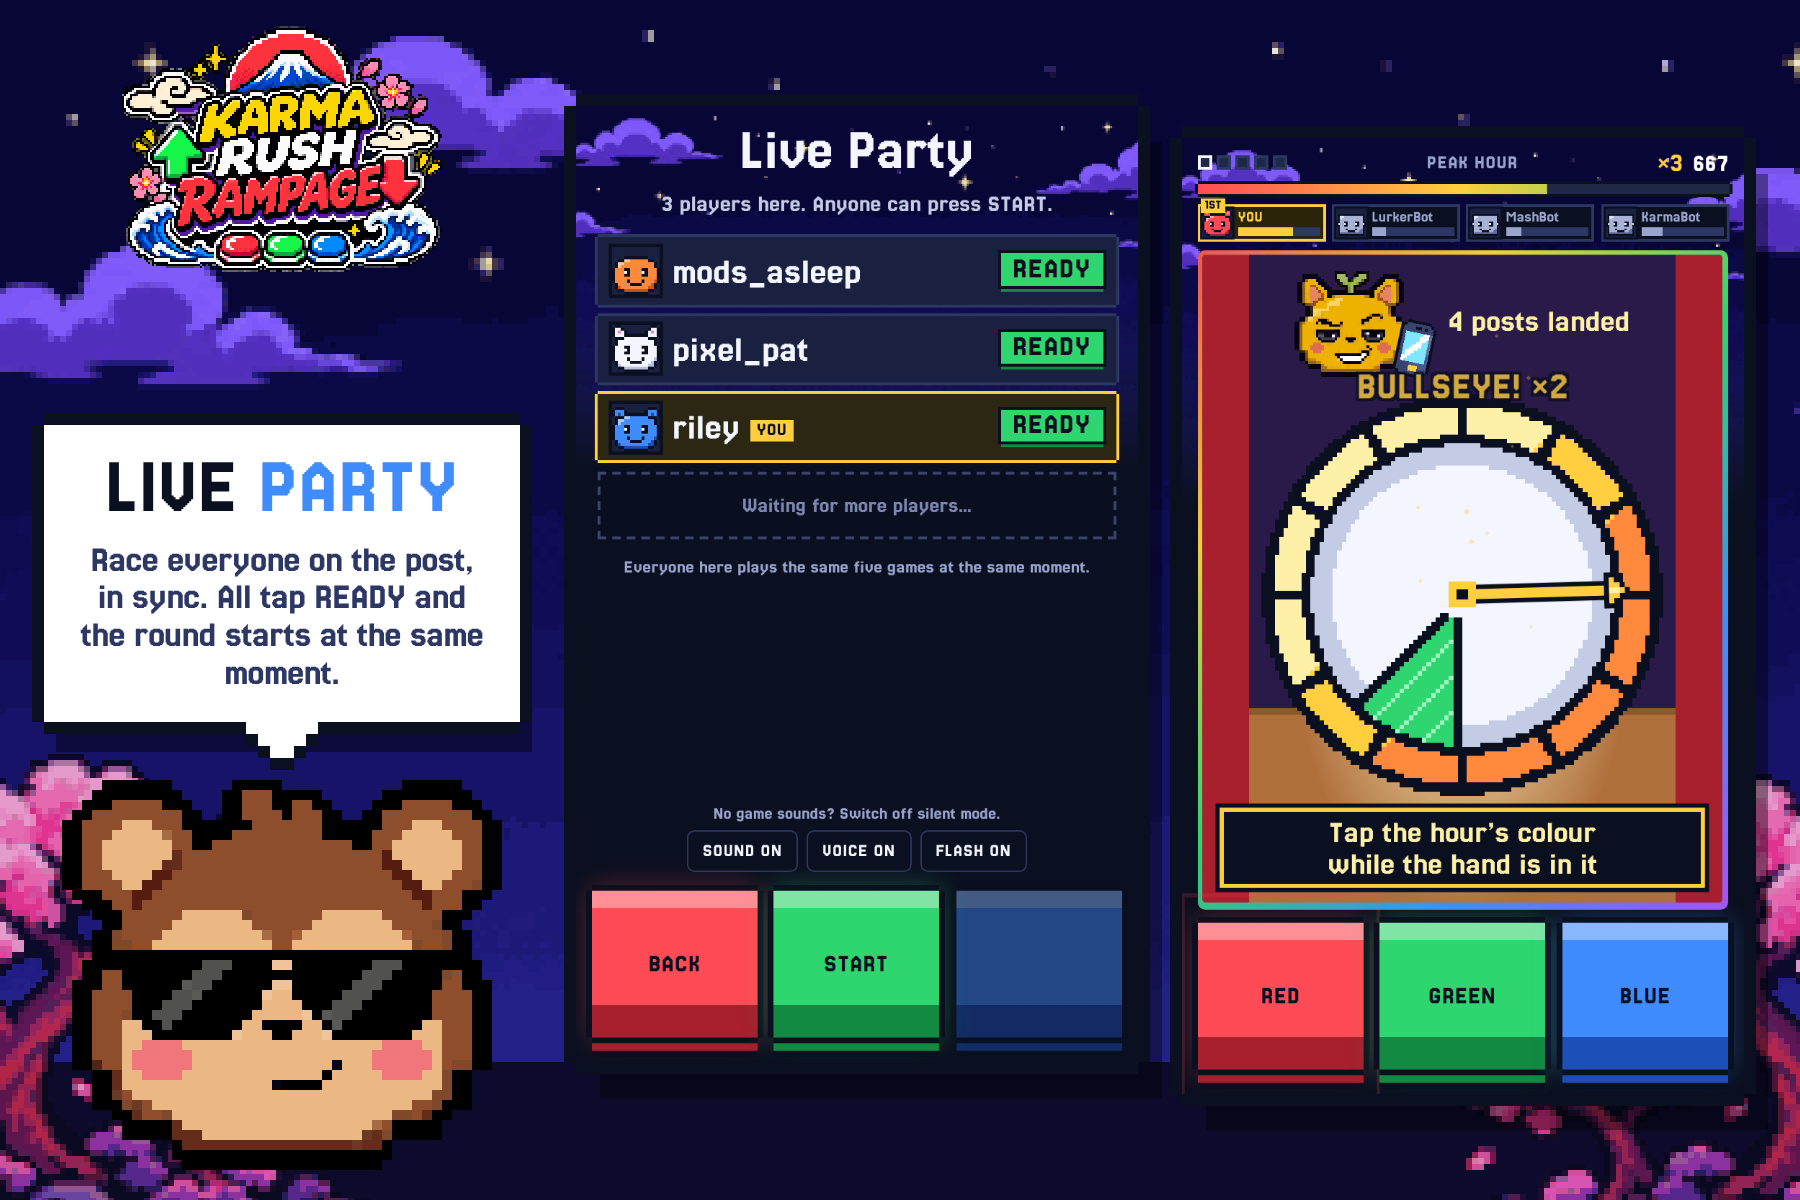 KARMA
RUSH
RAMPAGE
LIVE PARTY
Race everyone on the post,
in sync. All tap READY and
the round starts at the same
moment.
Live Party
3 players here. Anyone can press START.
mods_asleep
READY
pixel_pat
READY
riley YOU
READY
Waiting for more players...
Everyone here plays the same five games at the same moment.
No game sounds? Switch off silent mode.
SOUND ON
VOICE ON
FLASH ON
BACK
START
PEAK HOUR
×3 667
1ST
YOU
LurkerBot
MashBot
KarmaBot
4 posts landed
BULLSEYE! ×2
Tap the hour's colour
while the hand is in it
RED
GREEN
BLUE